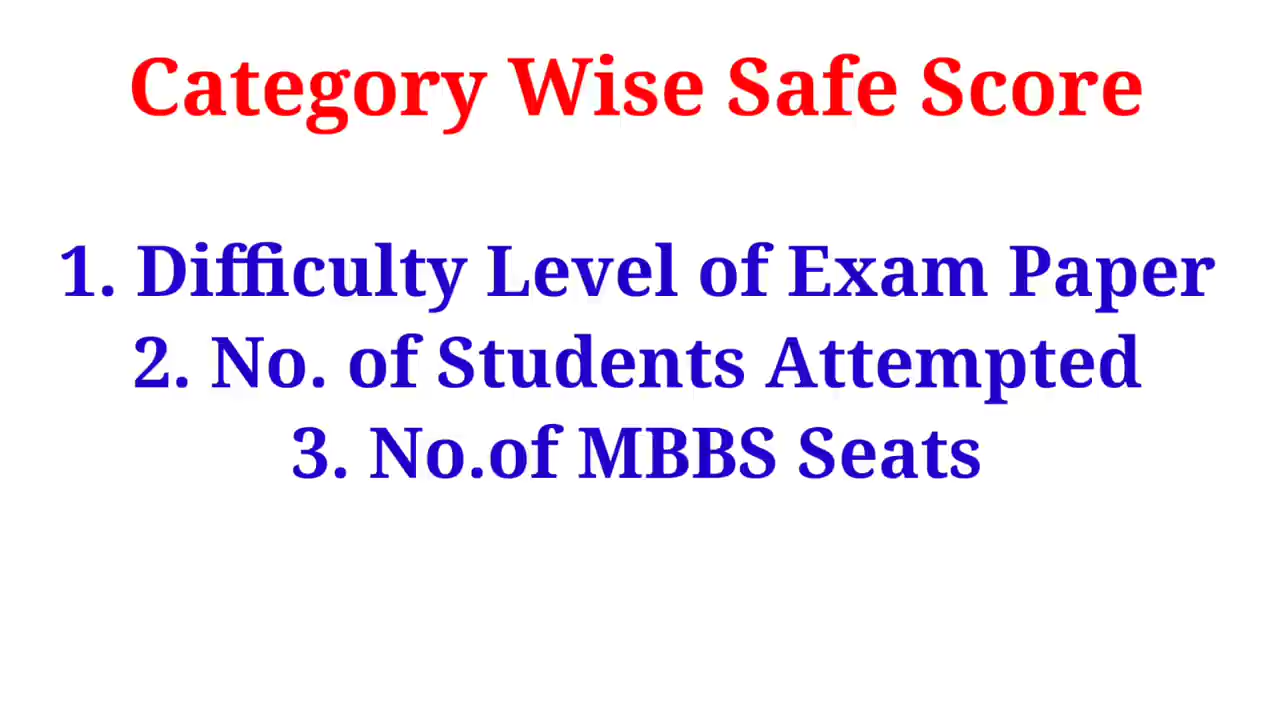 Category Wise Safe Score
1. Difficulty Level of Exam Paper
2. No. of Students Attempted
3. No.of MBBS Seats